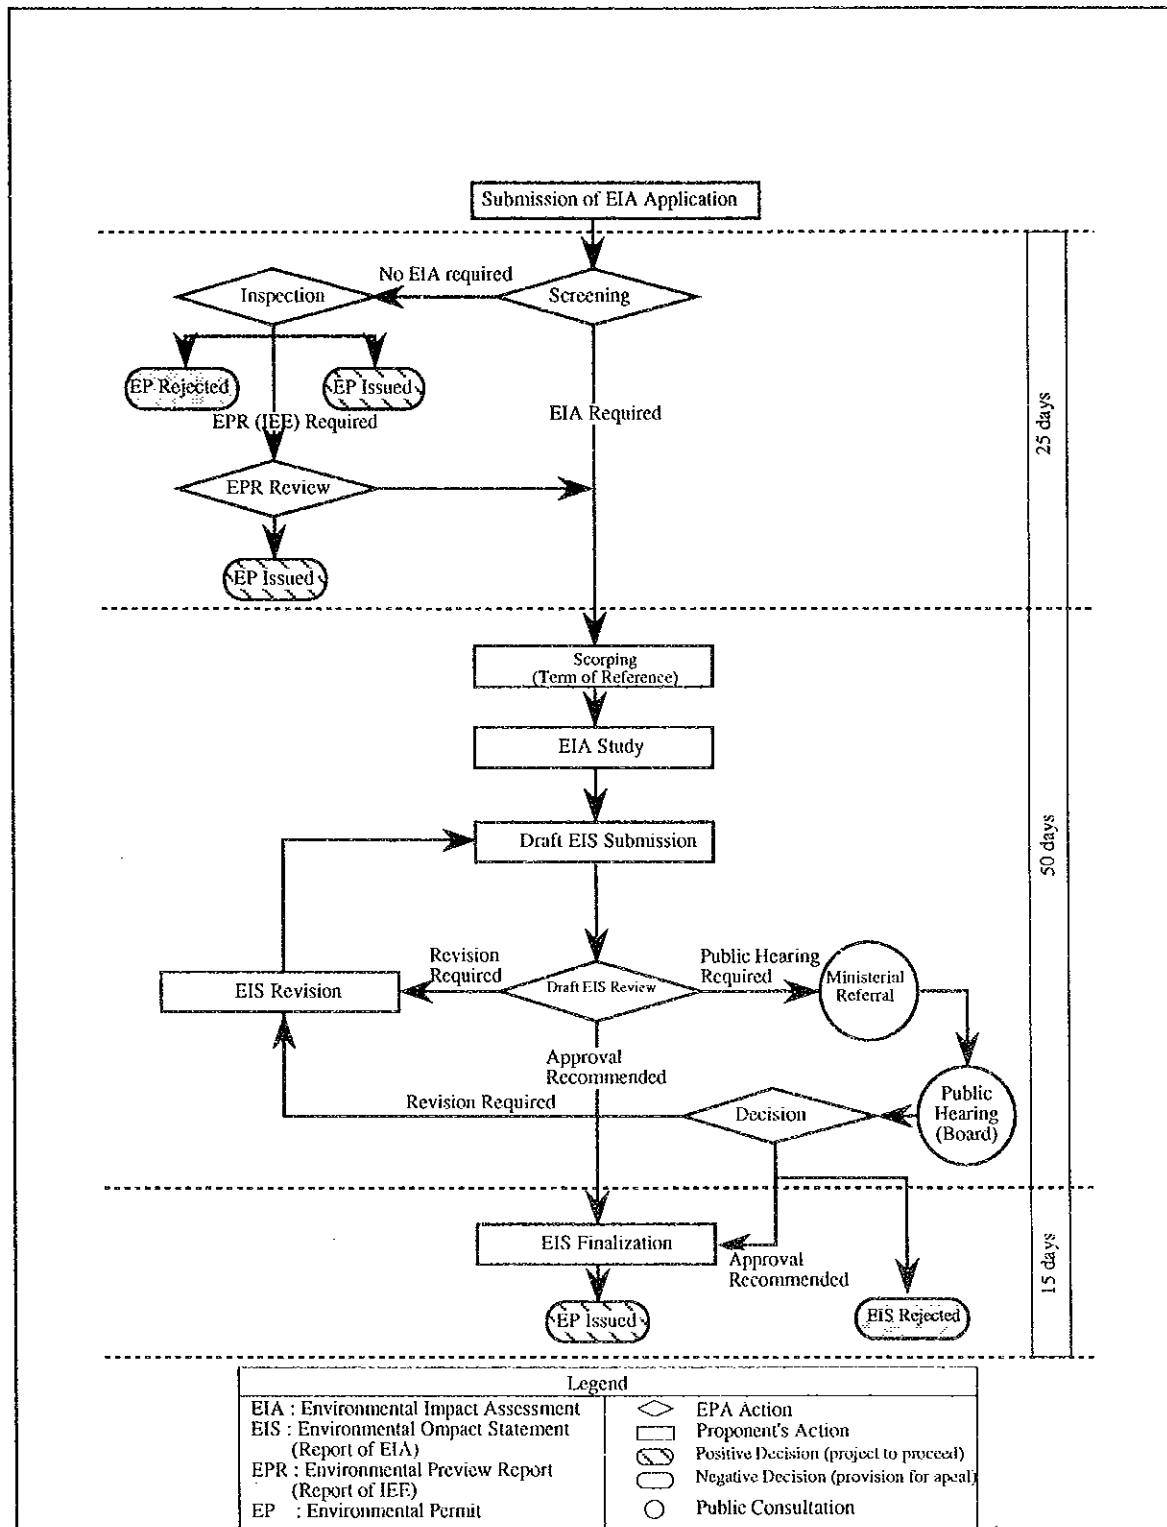 Submission of EIA Application
No EIA required
Inspection
Screening
EP Rejected
EP Issued
EPR (IEE) Required
EIA Required
25 days
EPR Review
EP Issued
Scorping
(Term of Reference)
EIA Study
Draft EIS Submission
50 days
Revision
Required
Public Hearing
Required
EIS Revision
Draft EIS Review
Ministerial
Referral
Approval
Recommended
Revision Required
Decision
Public
Hearing
(Board)
EIS Finalization
Approval
Recommended
15 days
EP Issued
EIS Rejected
Legend
EIA : Environmental Impact Assessment
EIS : Environmental Ompact Statement
(Report of EIA)
EPR : Environmental Preview Report
(Report of IEE)
EP : Environmental Permit
EPA Action
Proponent's Action
Positive Decision (project to proceed)
Negative Decision (provision for apeal)
Public Consultation